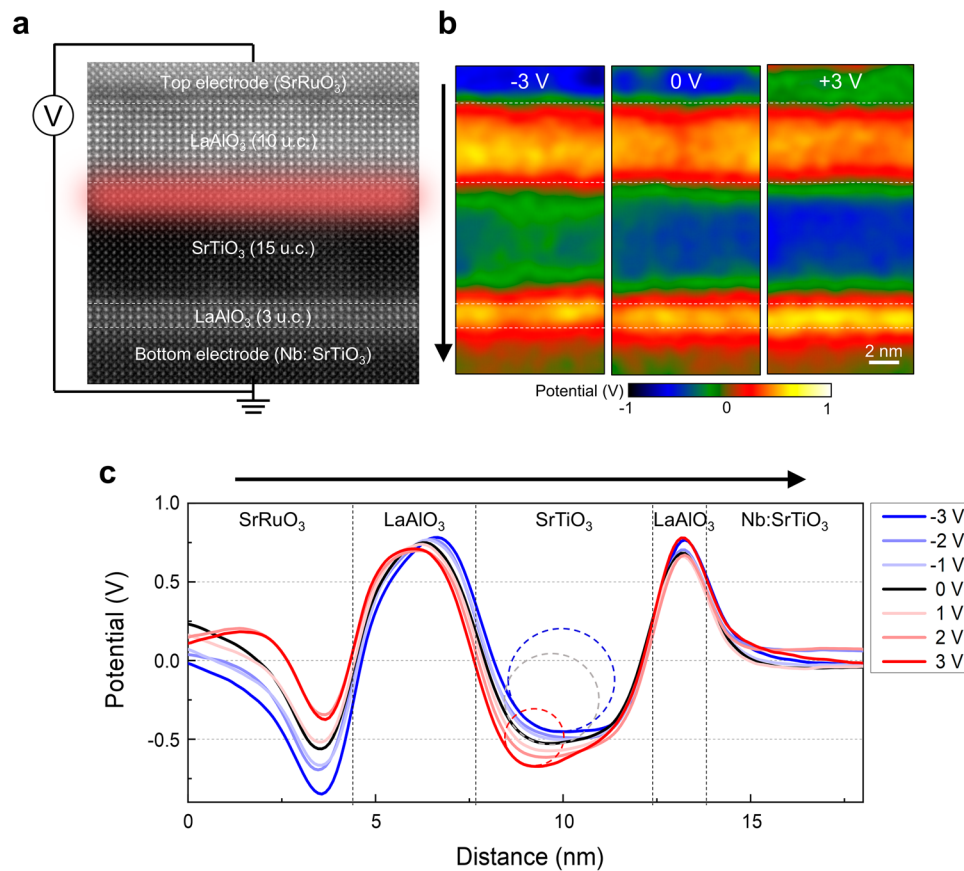 a
Top electrode (SrRuO3)
V
LaAlO3 (10 u.c.)
SrTiO3 (15 u.c.)
LaAlO3 (3 u.c.)
Bottom electrode (Nb: SrTiO3)
b
-3 V
0 V
+3 V
2 nm
Potential (V)
-1
0
1
c
SrRuO3
LaAlO3
SrTiO3
LaAlO3
Nb:SrTiO3
1.0
0.5
0.0
-0.5
Potential (V)
0
5
10
15
Distance (nm)
-3 V
-2 V
-1 V
0 V
1 V
2 V
3 V